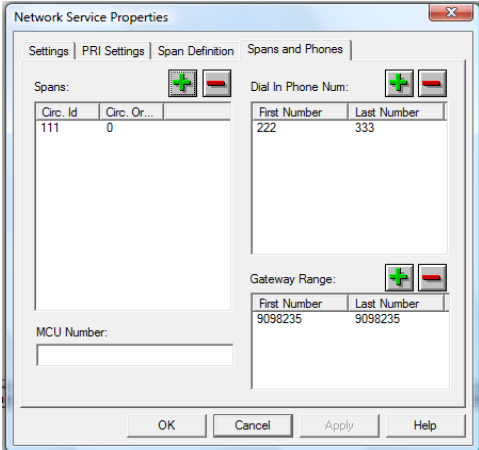 Network Service Properties
Settings PRI Settings Span Definition Spans and Phones
Spans:
Circ. Id Circ. Or...
111 0
MCU Number:
Dial In Phone Num:
First Number Last Number
222 333
Gateway Range:
First Number Last Number
9098235 9098235
OK Cancel Apply Help